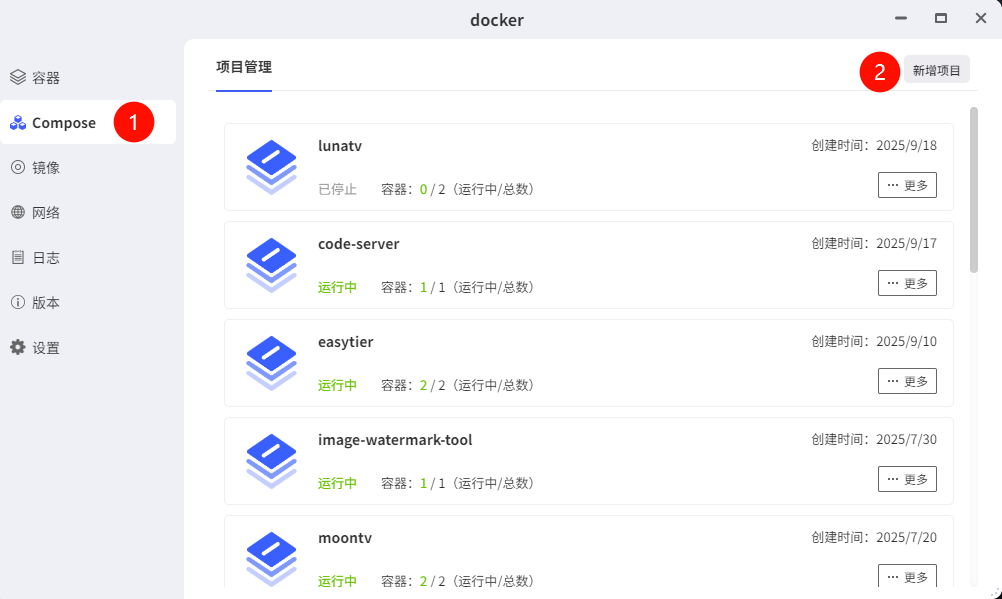 docker
容器
Compose
1
镜像
网络
日志
版本
设置
项目管理
2
新增项目
lunatv
创建时间：2025/9/18
已停止 容器：0 / 2（运行中/总数）
··· 更多
code-server
创建时间：2025/9/17
运行中 容器：1 / 1（运行中/总数）
··· 更多
easytier
创建时间：2025/9/10
运行中 容器：2 / 2（运行中/总数）
··· 更多
image-watermark-tool
创建时间：2025/7/30
运行中 容器：1 / 1（运行中/总数）
··· 更多
moontv
创建时间：2025/7/20
运行中 容器：2 / 2（运行中/总数）
··· 更多